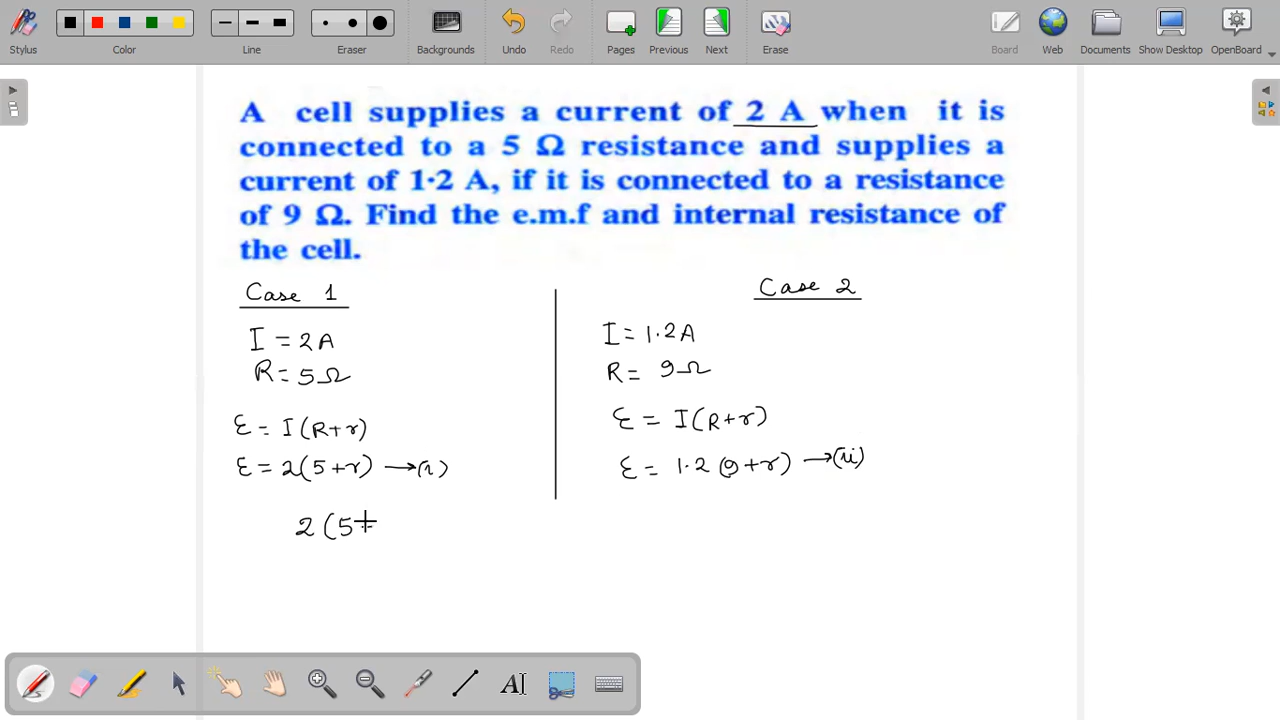 Stylus Color Line Eraser Backgrounds Undo Redo Pages Previous Next Erase Board Web Documents Show Desktop OpenBoard
A cell supplies a current of 2 A when it is
connected to a 5 Ω resistance and supplies a
current of 1·2 A, if it is connected to a resistance
of 9 Ω. Find the e.m.f and internal resistance of
the cell.
Case 1
I = 2A
R = 5Ω
ε = I(R+r)
ε = 2(5+r) →(i)
2(5+
Case 2
I = 1.2A
R = 9Ω
ε = I(R+r)
ε = 1.2(9+r) →(ii)